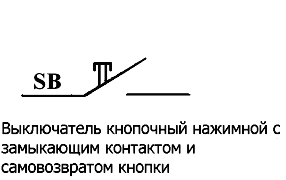 SB
Выключатель кнопочный нажимной с
замыкающим контактом и
самовозвратом кнопки